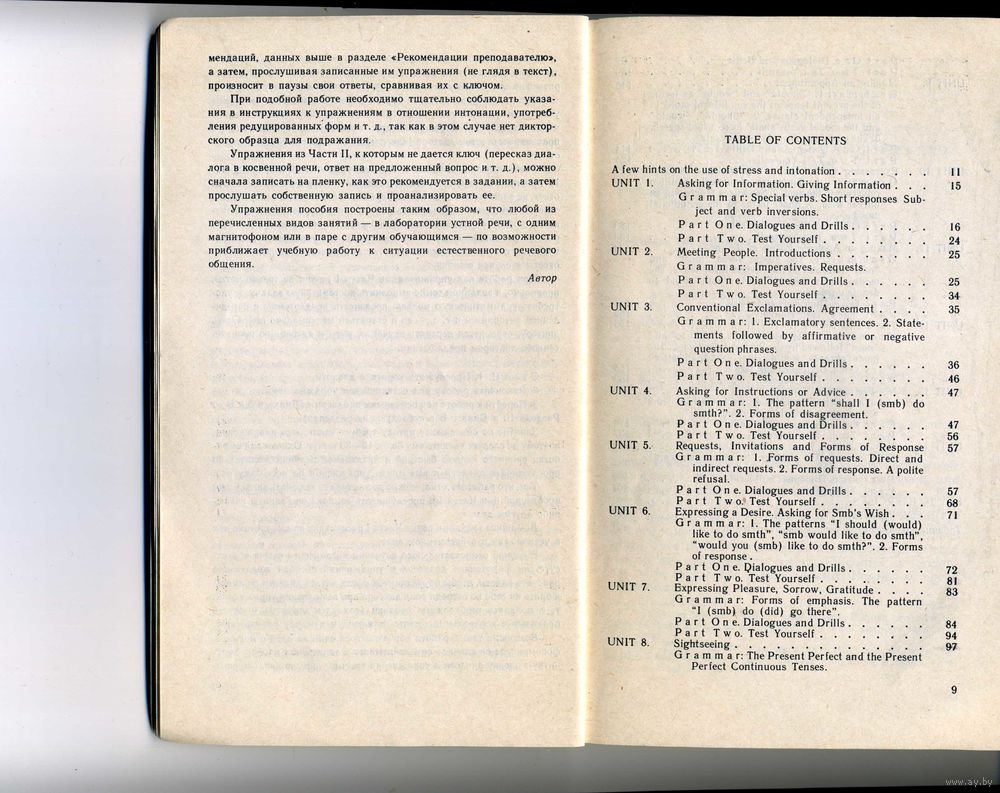 мендаций, данных выше в разделе «Рекомендации преподавателю»,
а затем, прослушивая записанные им упражнения (не глядя в текст),
произносит в паузы свои ответы, сравнивая их с ключом.
При подобной работе необходимо тщательно соблюдать указа-
ния в инструкциях к упражнениям в отношении интонации, употреб-
ления редуцированных форм и т. д., так как в этом случае нет диктор-
ского образца для подражания.
Упражнения из Части II, к которым не дается ключ (пересказ диа-
лога в косвенной речи, ответ на предложенный вопрос и т. д.), можно
сначала записать на пленку, как это рекомендуется в задании, а затем
прослушать собственную запись и проанализировать ее.
Упражнения пособия построены таким образом, что любой из
перечисленных видов занятий — в лаборатории устной речи, с одним
магнитофоном или в паре с другим обучающимся — по возможности
приближает учебную работу к ситуации естественного речевого
общения.
Автор
TABLE OF CONTENTS
A few hints on the use of stress and intonation . . . . . . . 11
UNIT 1. Asking for Information. Giving Information . . . 15
Grammar: Special verbs. Short responses Sub-
ject and verb inversions.
Part One. Dialogues and Drills . . . . . . 16
Part Two. Test Yourself . . . . . . . . 24
UNIT 2. Meeting People. Introductions . . . . . . . 25
Grammar: Imperatives. Requests.
Part One. Dialogues and Drills . . . . . . 25
Part Two. Test Yourself . . . . . . . . 34
UNIT 3. Conventional Exclamations. Agreement . . . . 35
Grammar: 1. Exclamatory sentences. 2. State-
ments followed by affirmative or negative
question phrases.
Part One. Dialogues and Drills . . . . . . 36
Part Two. Test Yourself . . . . . . . . 46
UNIT 4. Asking for Instructions or Advice . . . . . . 47
Grammar: 1. The pattern “shall I (smb) do
smth?”. 2. Forms of disagreement.
Part One. Dialogues and Drills . . . . . . 47
Part Two. Test Yourself . . . . . . . . 56
UNIT 5. Requests, Invitations and Forms of Response 57
Grammar: 1. Forms of requests. Direct and
indirect requests. 2. Forms of response. A polite
refusal.
Part One. Dialogues and Drills . . . . . . 57
Part Two. Test Yourself . . . . . . . . 68
UNIT 6. Expressing a Desire. Asking for Smb's Wish . . . 71
Grammar: 1. The patterns “I should (would)
like to do smth”, “smb would like to do smth”,
“would you (smb) like to do smth?”. 2. Forms
of response .
Part One. Dialogues and Drills . . . . . . 72
Part Two. Test Yourself . . . . . . . . 81
UNIT 7. Expressing Pleasure, Sorrow, Gratitude . . . . 83
Grammar: Forms of emphasis. The pattern
“I (smb) do (did) go there”.
Part One. Dialogues and Drills . . . . . . 84
Part Two. Test Yourself . . . . . . . . 94
UNIT 8. Sightseeing . . . . . . . . . . . . . . 97
Grammar: The Present Perfect and the Present
Perfect Continuous Tenses.
9
www.ay.by